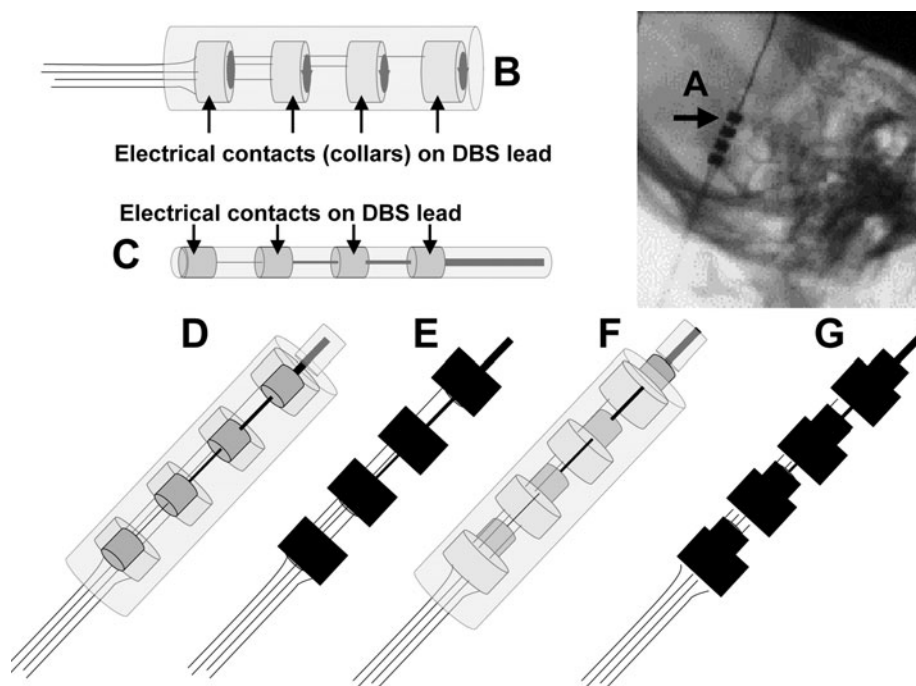 B
Electrical contacts (collars) on DBS lead
A
Electrical contacts on DBS lead
C
D
E
F
G